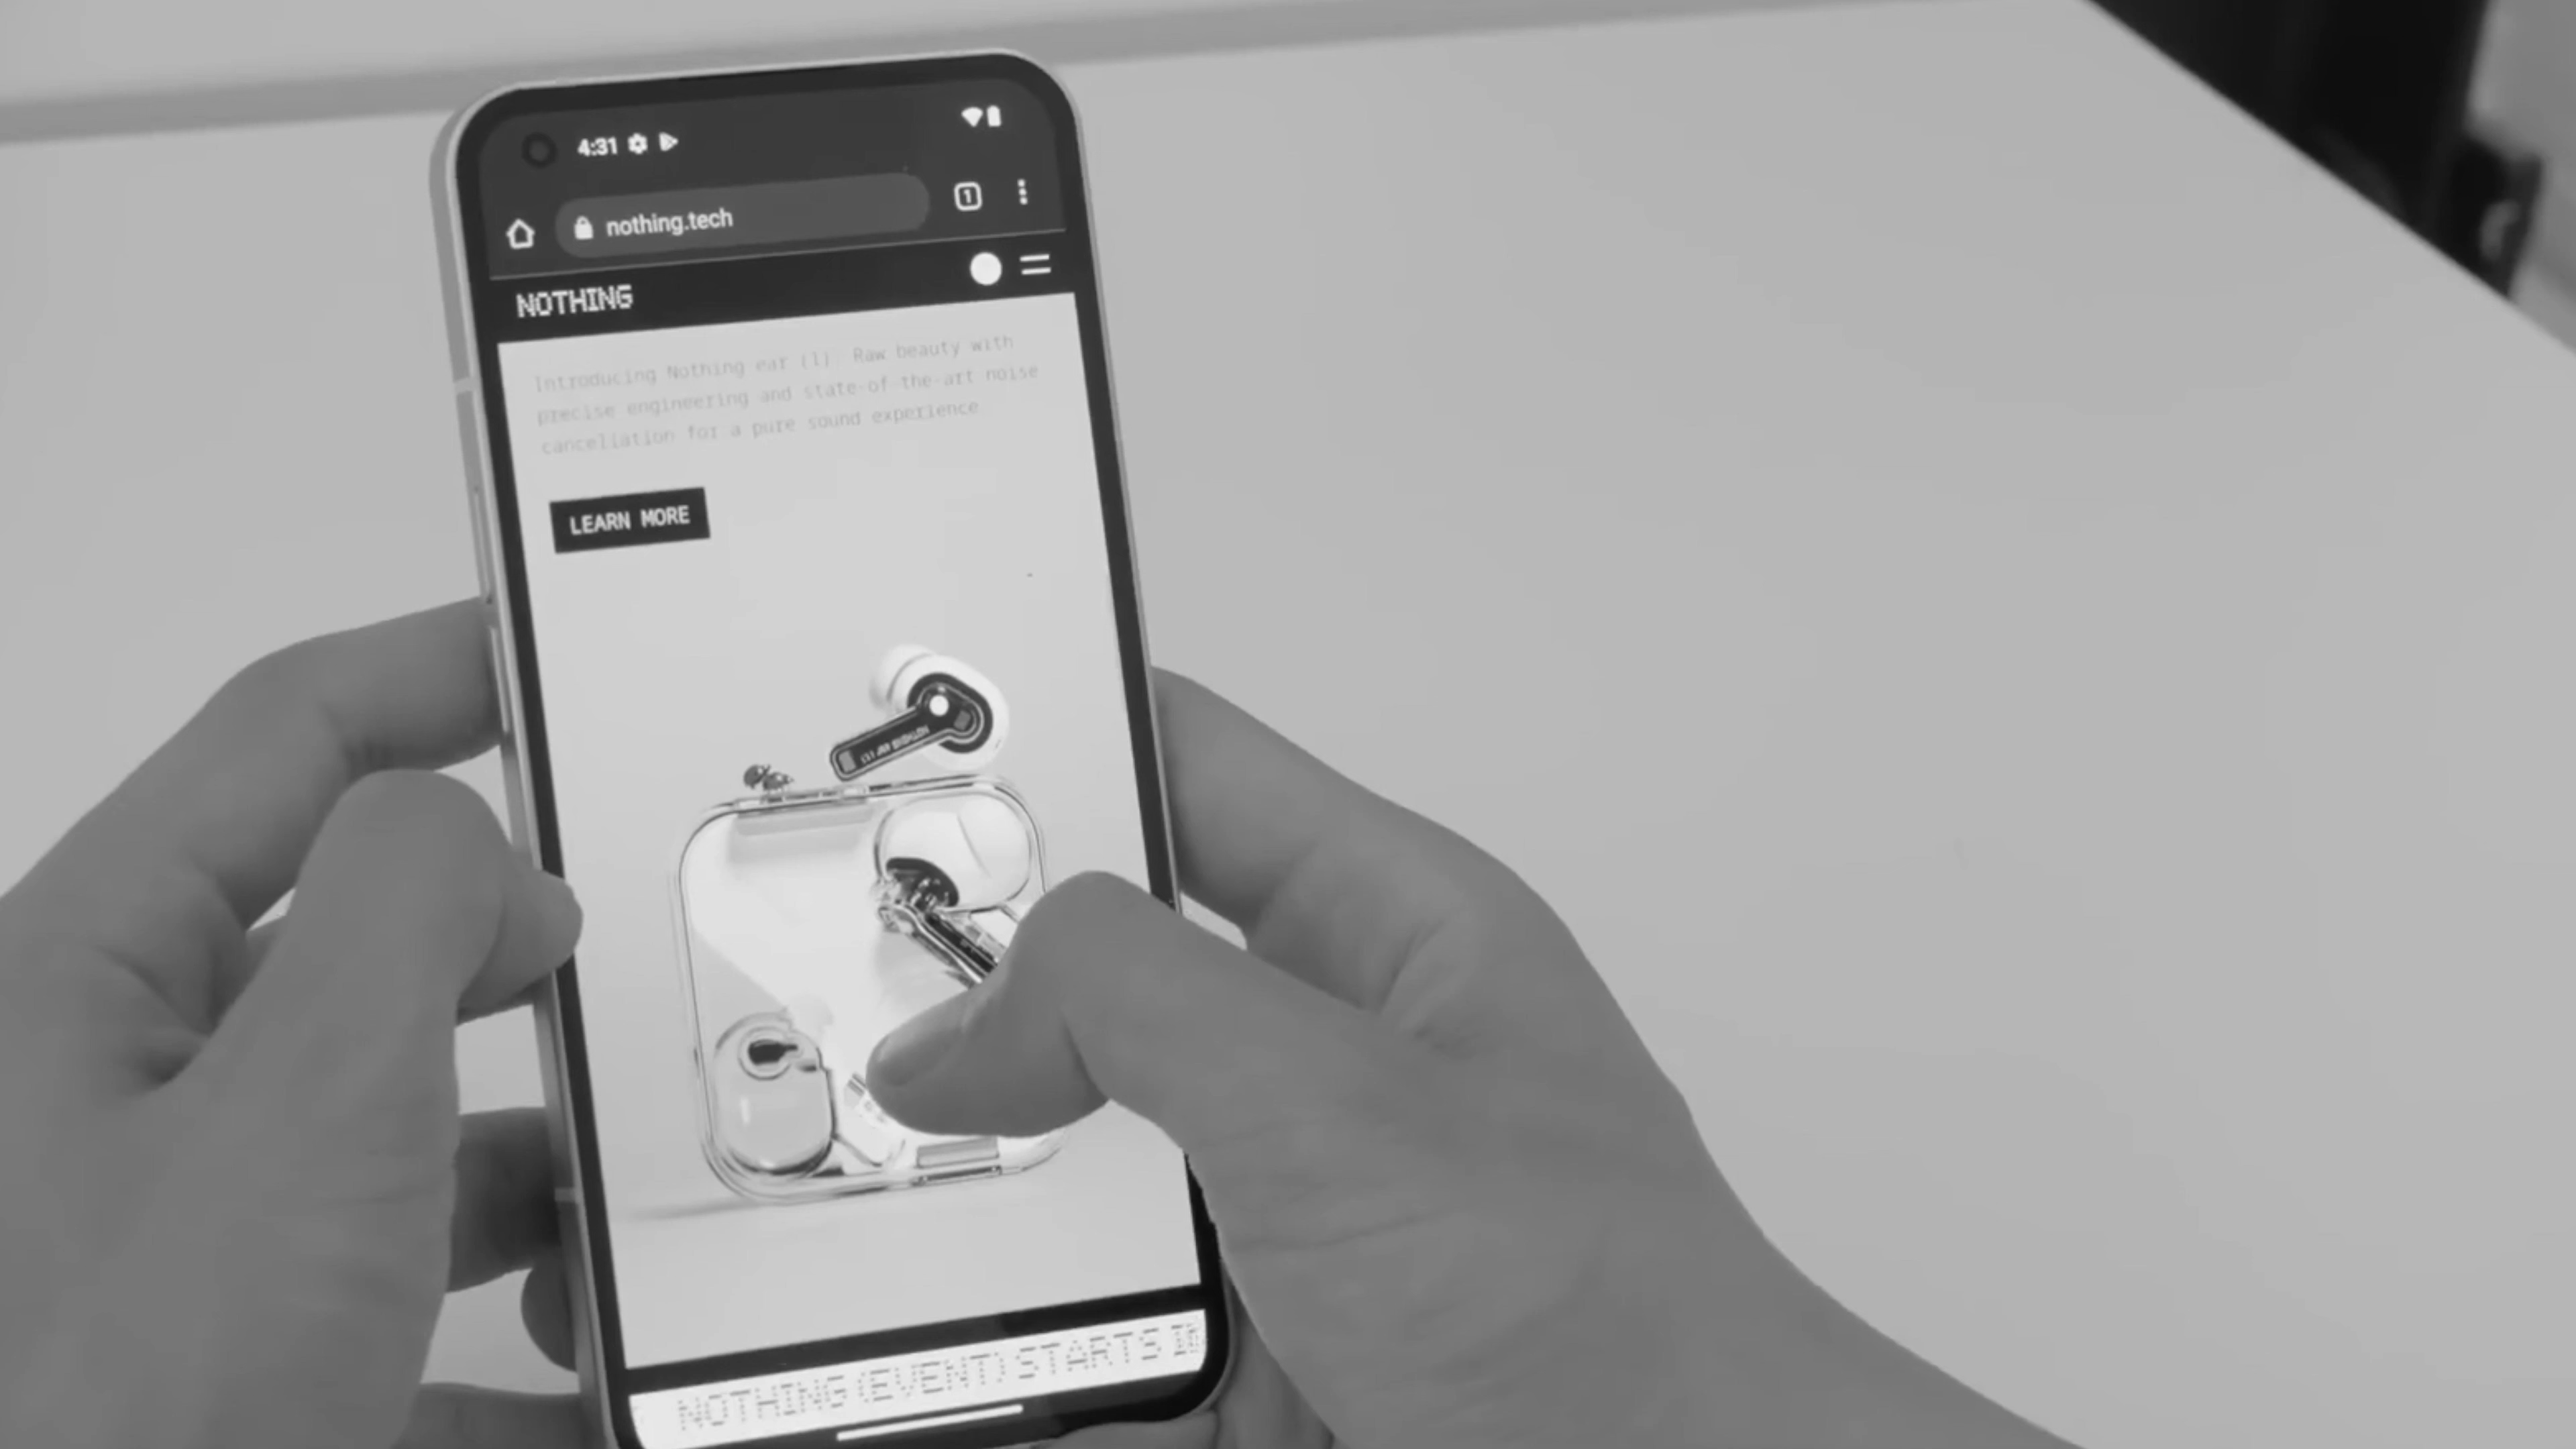 4:31
nothing.tech
1
NOTHING
Introducing Nothing ear (1). Raw beauty with
precise engineering and state-of-the-art noise
cancellation for a pure sound experience
LEARN MORE
NOTHING (EVENT) STARTS